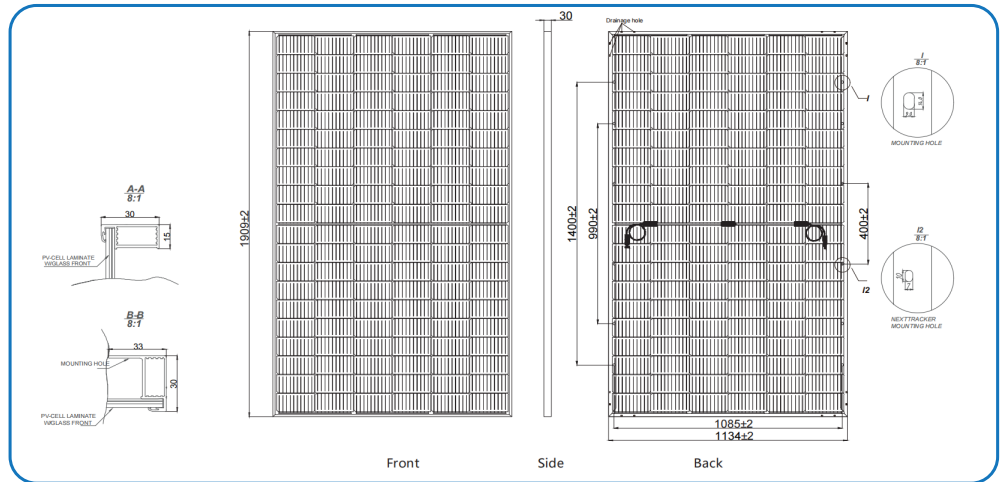 A-A
8:1
30
15
PV-CELL LAMINATE
W/GLASS FRONT
B-B
8:1
33
MOUNTING HOLE
30
PV-CELL LAMINATE
W/GLASS FRONT
1909±2
Front
30
Side
Drainage hole
1400±2
990±2
400±2
I
I2
1085±2
1134±2
Back
I
8:1
MOUNTING HOLE
I2
8:1
10
7
NEXTTRACKER
MOUNTING HOLE